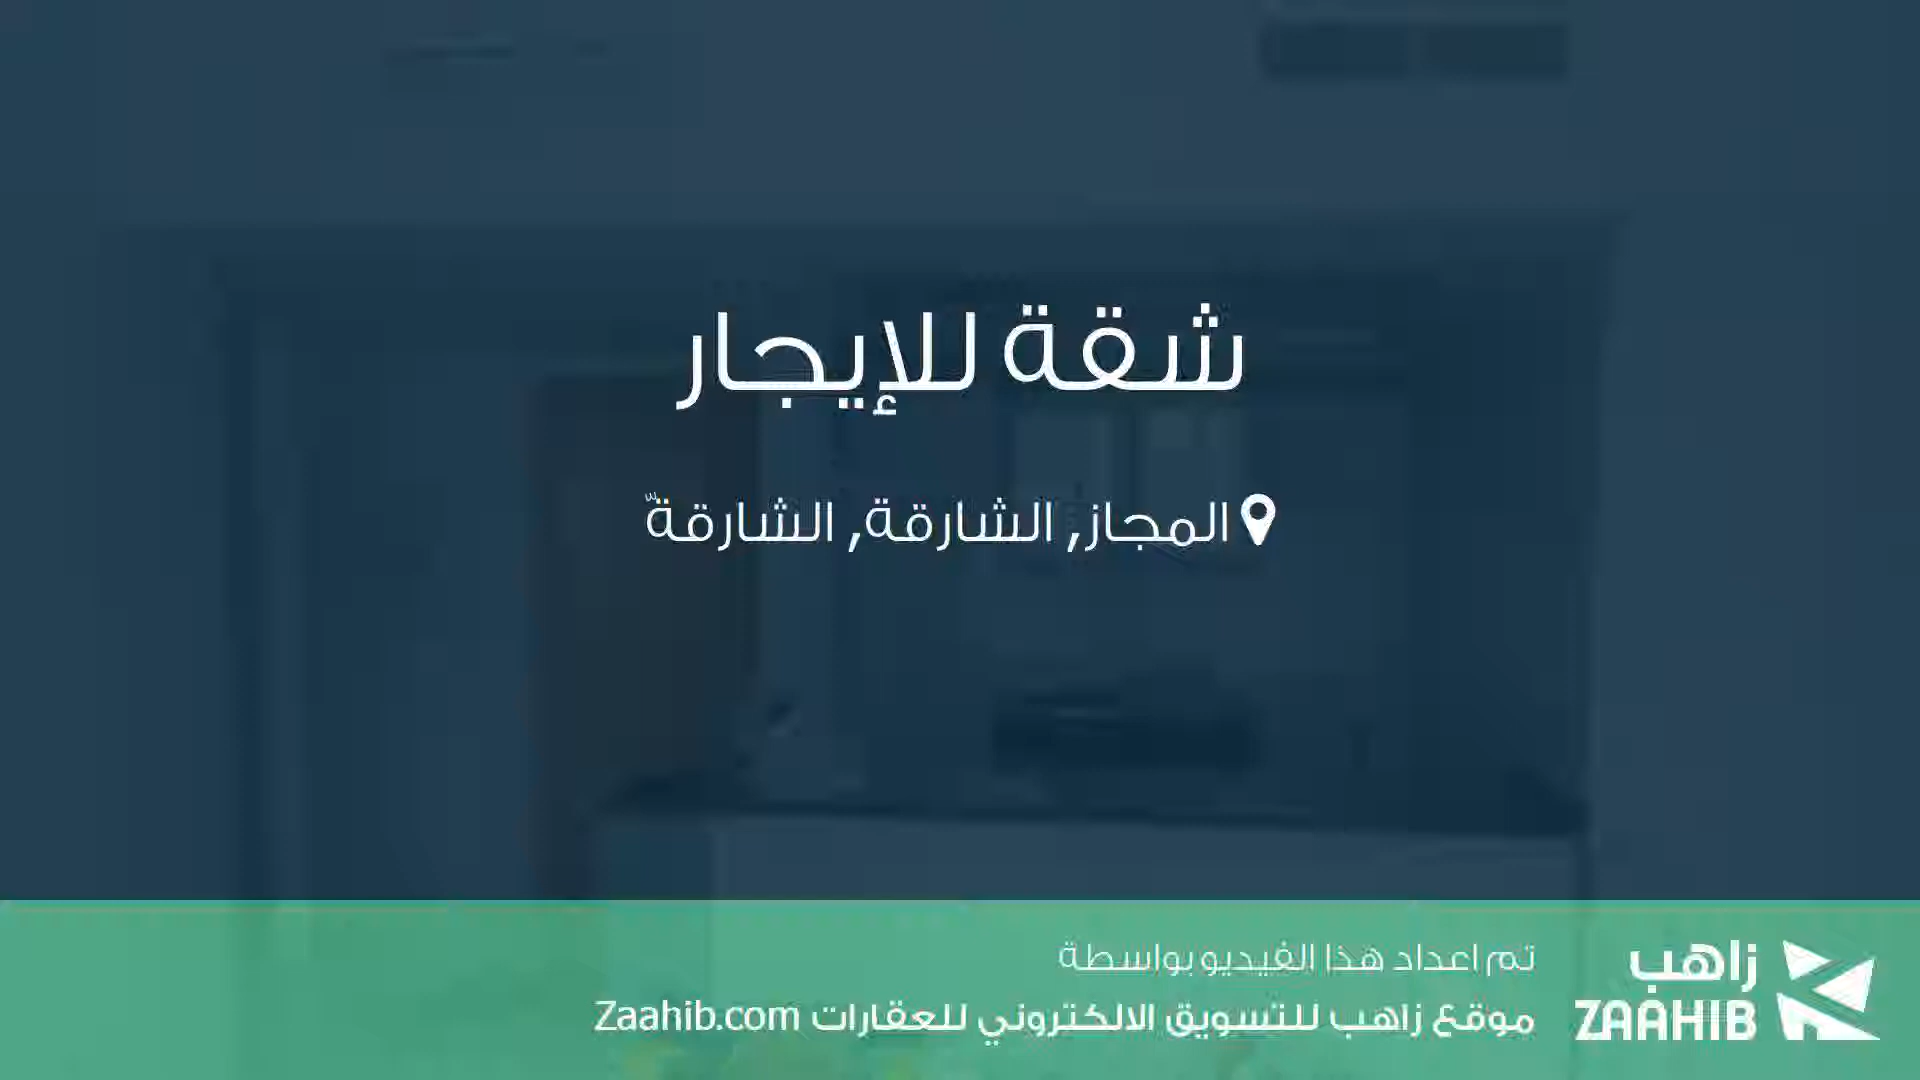 شقة للإيجار
المجاز, الشارقة, الشارقةّ
تم اعداد هذا الفيديو بواسطة
موقع زاهب للتسويق الالكتروني للعقارات Zaahib.com
زاهب
ZAAHIB